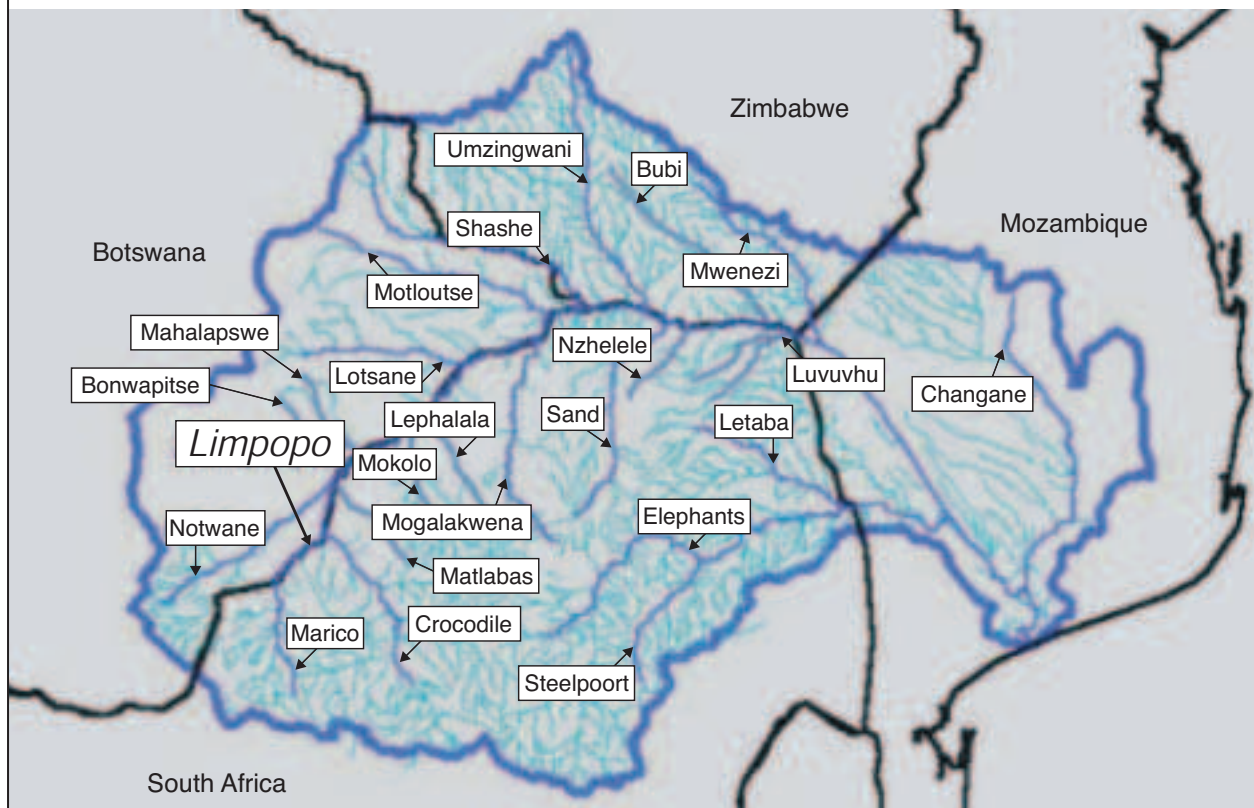 Zimbabwe
Umzingwani
Bubi
Mozambique
Shashe
Botswana
Mwenezi
Motloutse
Mahalapswe
Nzhelele
Lotsane
Luvuvhu
Bonwapitse
Changane
Lephalala
Sand
Letaba
Limpopo
Mokolo
Mogalakwena
Elephants
Notwane
Matlabas
Marico
Crocodile
Steelpoort
South Africa